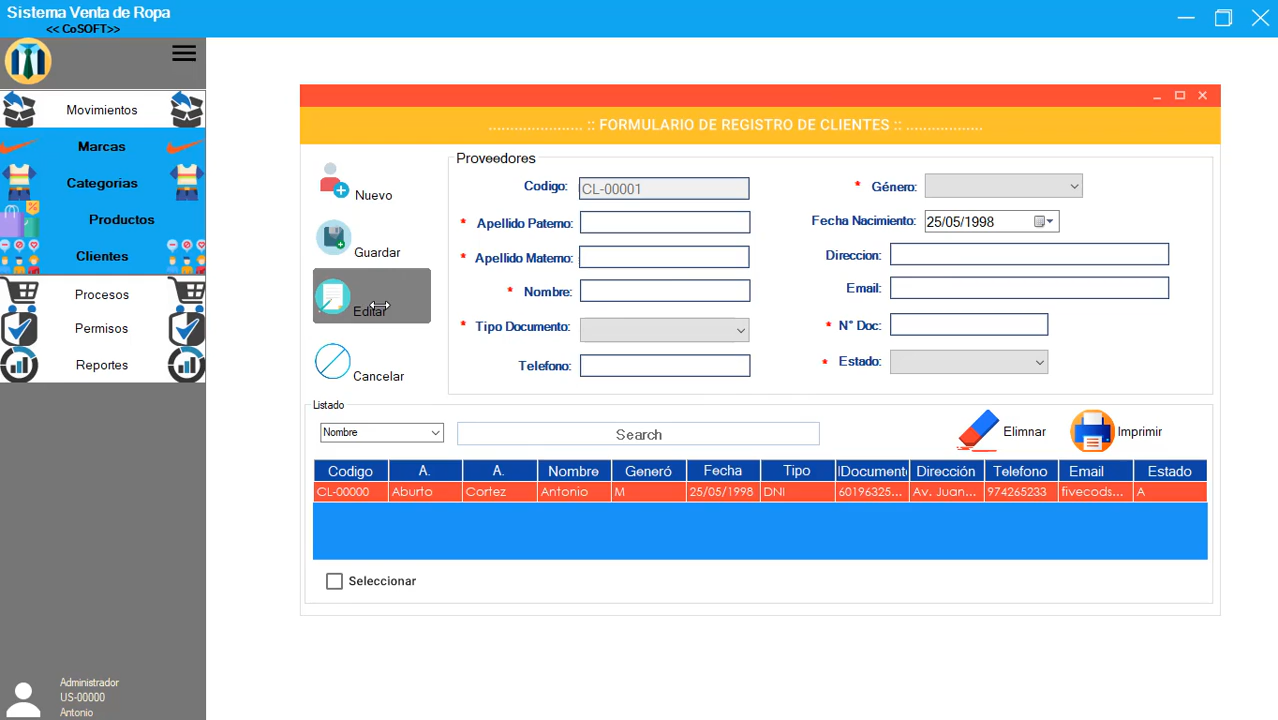 Sistema Venta de Ropa
<< CoSOFT>>
Movimientos
Marcas
Categorias
Productos
Clientes
Procesos
Permisos
Reportes
Administrador
US-00000
Antonio
..................... :: FORMULARIO DE REGISTRO DE CLIENTES :: .................
Nuevo
Guardar
Editar
Cancelar
Proveedores
Codigo: CL-00001
* Apellido Paterno:
* Apellido Materno:
* Nombre:
* Tipo Documento:
Telefono:
* Género:
Fecha Nacimiento: 25/05/1998
Direccion:
Email:
* N° Doc:
* Estado:
Listado
Nombre Search Elimnar Imprimir
Codigo A. A. Nombre Generó Fecha Tipo Document Dirección Telefono Email Estado
CL-00000 Aburto Cortez Antonio M 25/05/1998 DNI 60196325... Av. Juan... 974265233 fivecods... A
Seleccionar